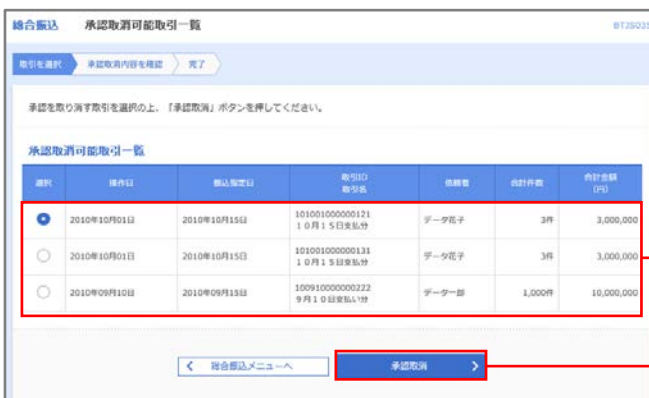 総合振込 承認取消可能取引一覧 BTJS035
取引を選択 承認取消内容を確認 完了
承認を取り消す取引を選択の上、「承認取消」ボタンを押してください。
承認取消可能取引一覧
選択 操作日 振込指定日 取引ID 依頼者 合計件数 合計金額
取引名 (円)
2010年10月01日 2010年10月15日 101001000000121 データ花子 3件 3,000,000
10月15日支払分
2010年10月01日 2010年10月15日 101001000000131 データ花子 3件 3,000,000
10月15日支払分
2010年09月10日 2010年09月15日 100910000000222 データ一郎 1,000件 10,000,000
9月10日支払い分
総合振込メニューへ 承認取消